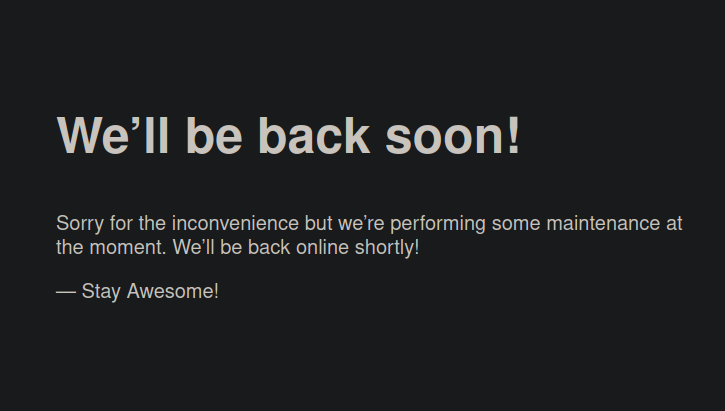 We’ll be back soon!
Sorry for the inconvenience but we’re performing some maintenance at
the moment. We’ll be back online shortly!
— Stay Awesome!